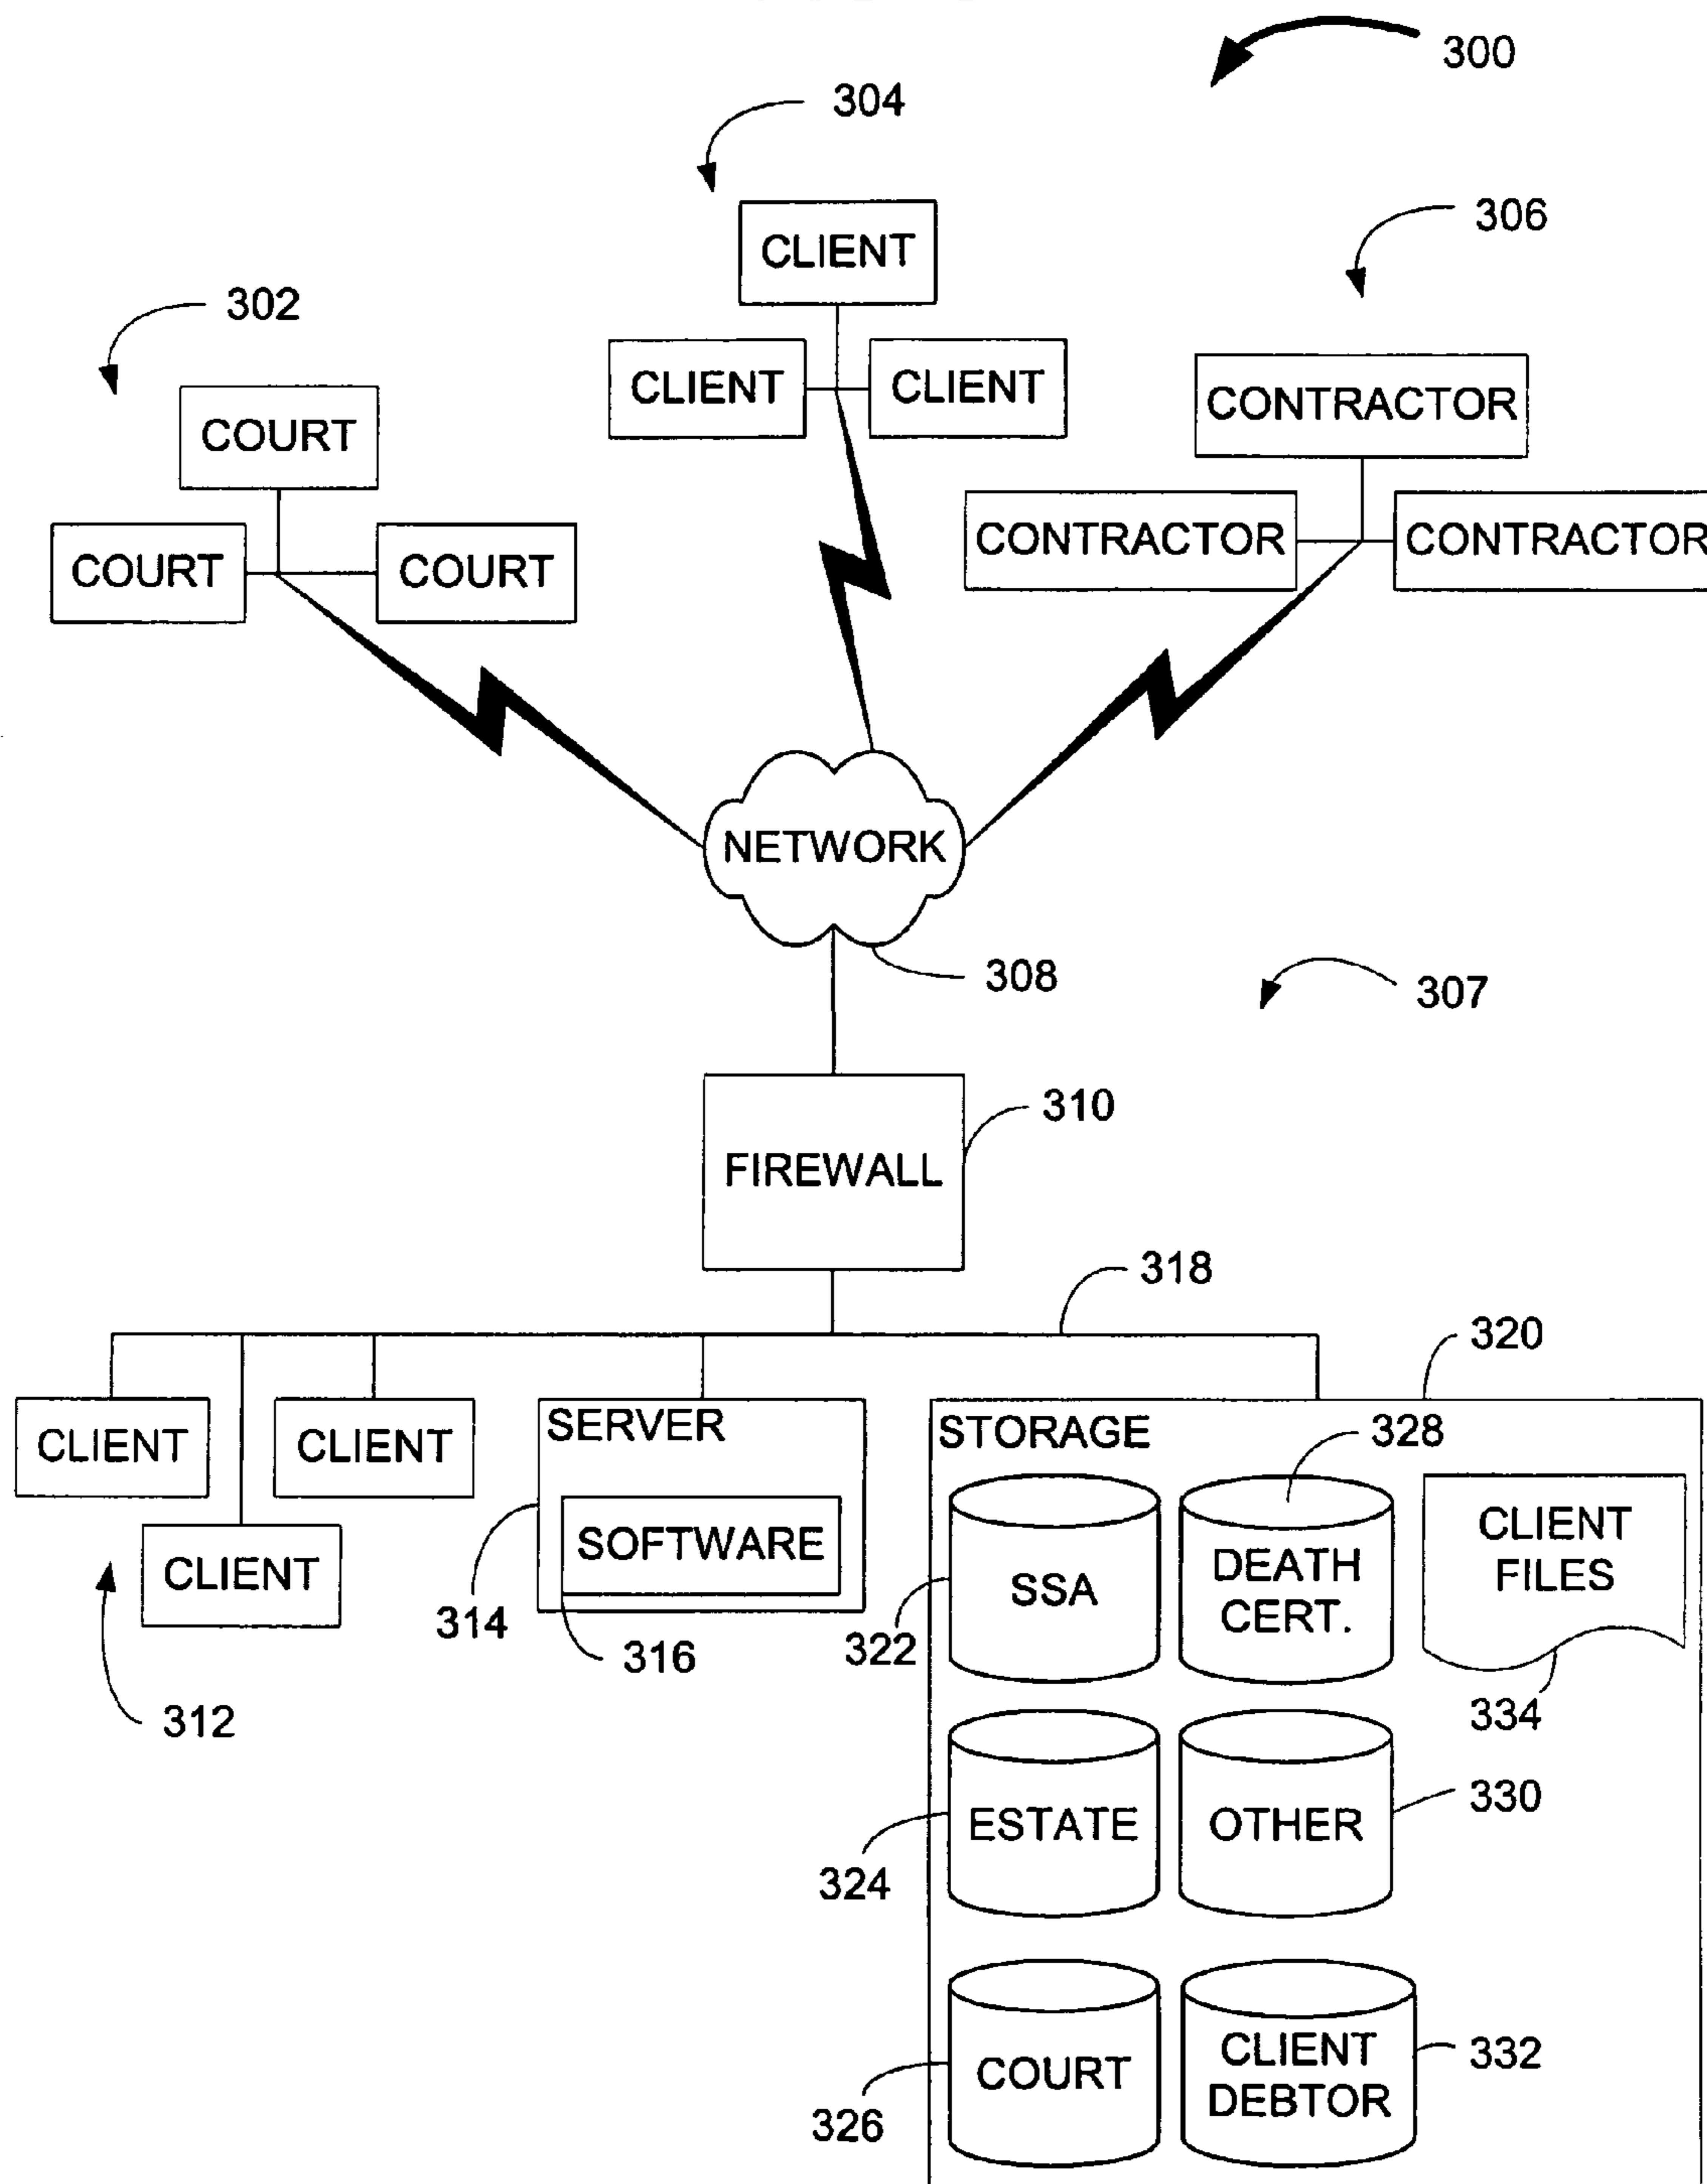 300
304
CLIENT
306
302
CLIENT
CLIENT
CONTRACTOR
COURT
CONTRACTOR
CONTRACTOR
COURT
COURT
NETWORK
308
307
310
FIREWALL
318
320
CLIENT
CLIENT
SERVER
STORAGE
328
CLIENT
FILES
SOFTWARE
CLIENT
SSA
DEATH
CERT.
314
316
322
312
334
ESTATE
OTHER
330
324
COURT
CLIENT
DEBTOR
332
326